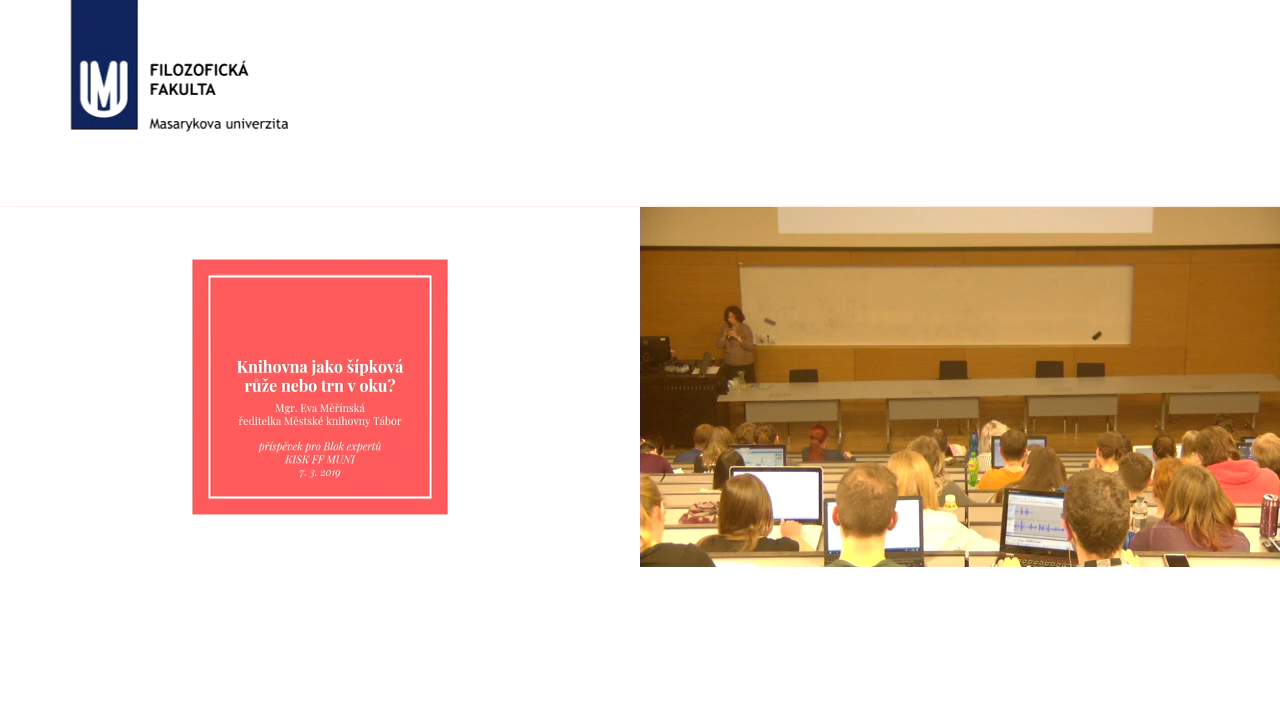 FILOZOFICKÁ
FAKULTA
Masarykova univerzita
Knihovna jako šípková
růže nebo trn v oku?
Mgr. Eva Měřínská
ředitelka Městské knihovny Tábor
příspěvek pro Blok expertů
KISK FF MUNI
7. 3. 2019